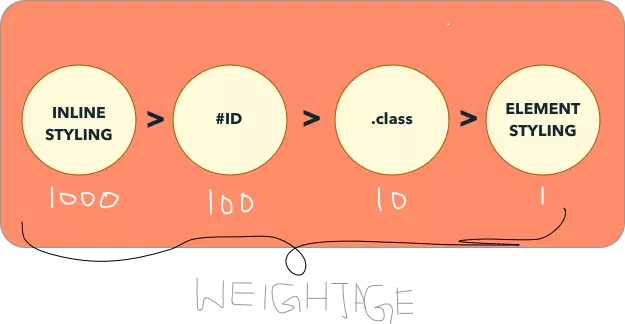 INLINE
STYLING
>
#ID
>
.class
>
ELEMENT
STYLING
1000 100 10 1
WEIGHTAGE